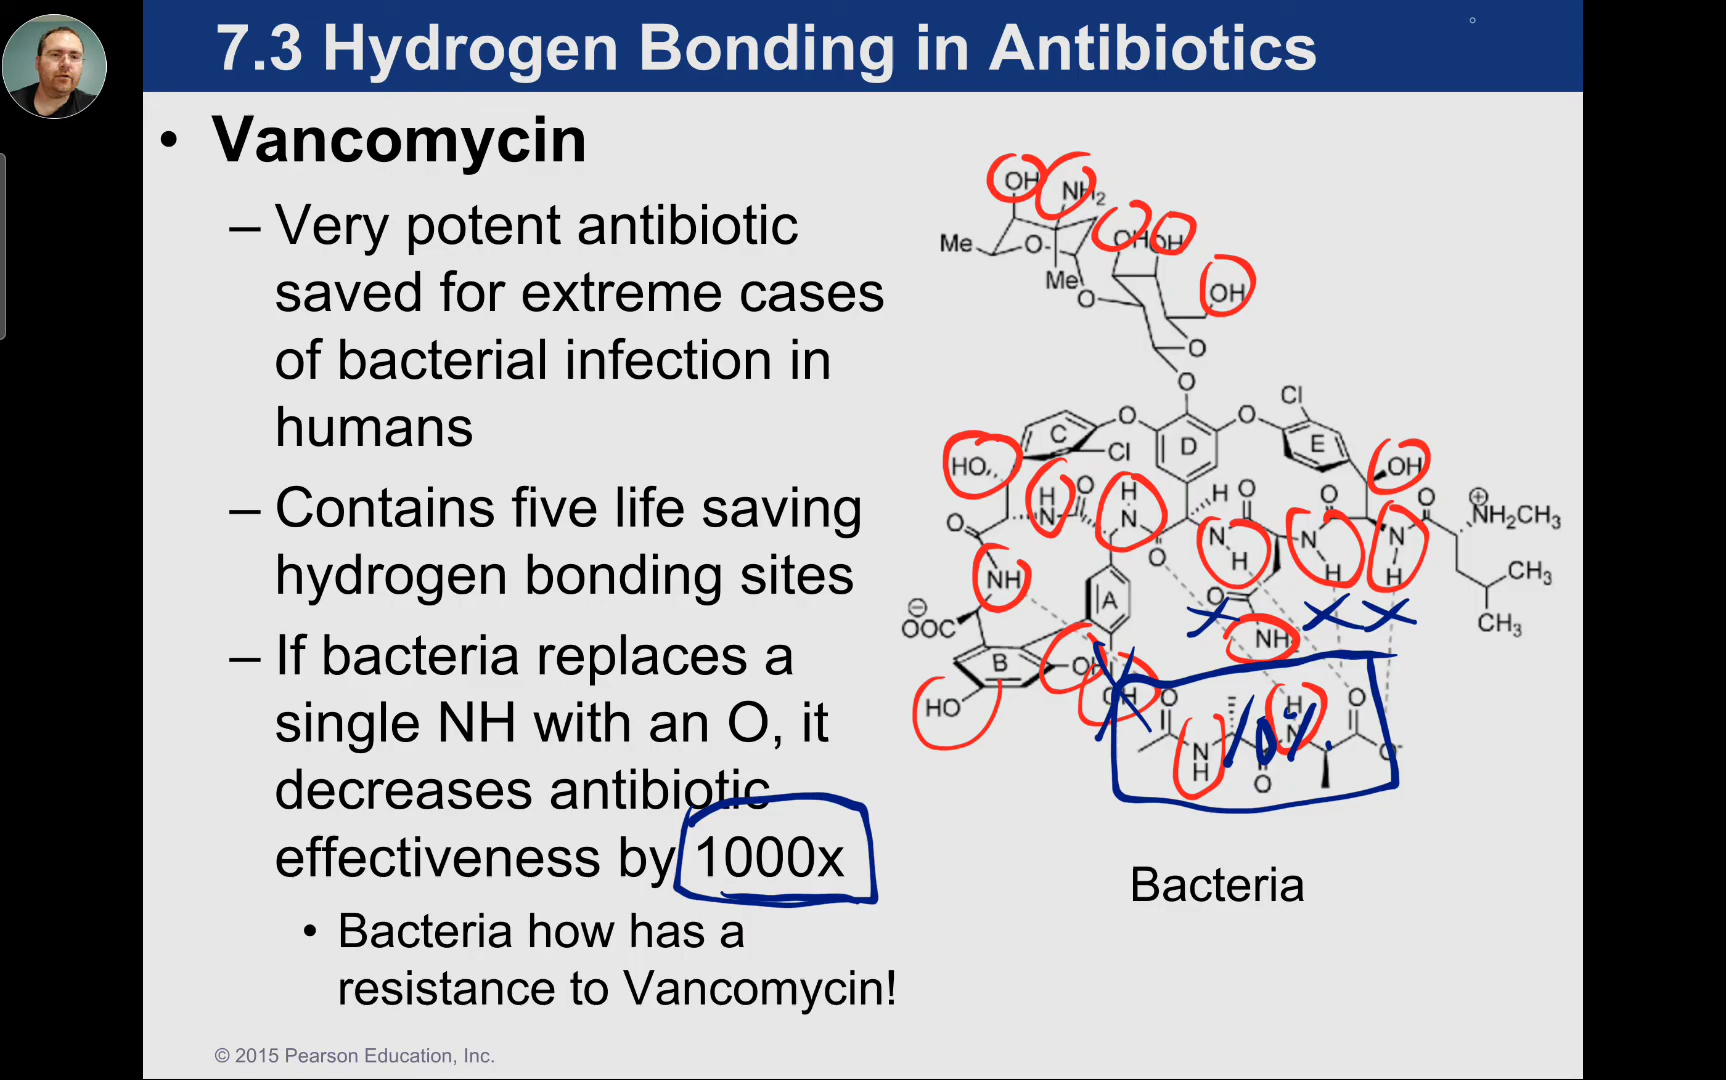 7.3 Hydrogen Bonding in Antibiotics
• Vancomycin
– Very potent antibiotic
saved for extreme cases
of bacterial infection in
humans
– Contains five life saving
hydrogen bonding sites
– If bacteria replaces a
single NH with an O, it
decreases antibiotic
effectiveness by 1000x
• Bacteria how has a
resistance to Vancomycin!
© 2015 Pearson Education, Inc.
OH
NH₂
Me
O
OH
OH
Me
O
OH
O
O
Cl
O
O
C
D
E
Cl
HO
OH
H
N
O
H
N
H
O
O
O
⊕
NH₂CH₃
O
O
N
H
N
H
N
H
NH
A
O
CH₃
⊖
OOC
X
X
X
CH₃
NH
B
OH
X
HO
OH
O
H
N
O
N
H
10%
O
O⁻
Bacteria